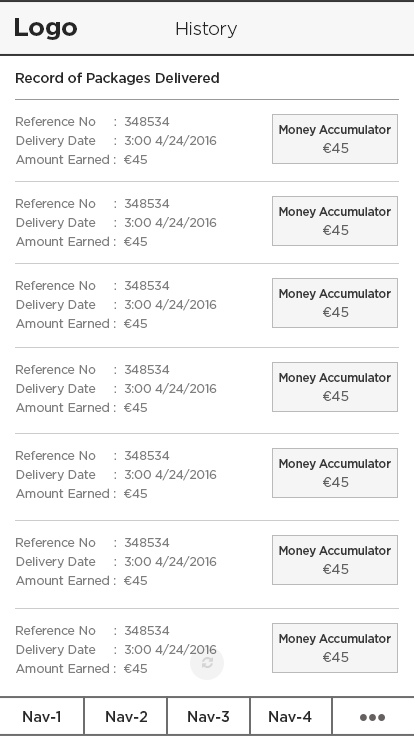 Logo
History
Record of Packages Delivered
Reference No : 348534
Delivery Date : 3:00 4/24/2016
Amount Earned : €45
Money Accumulator
€45
Reference No : 348534
Delivery Date : 3:00 4/24/2016
Amount Earned : €45
Money Accumulator
€45
Reference No : 348534
Delivery Date : 3:00 4/24/2016
Amount Earned : €45
Money Accumulator
€45
Reference No : 348534
Delivery Date : 3:00 4/24/2016
Amount Earned : €45
Money Accumulator
€45
Reference No : 348534
Delivery Date : 3:00 4/24/2016
Amount Earned : €45
Money Accumulator
€45
Reference No : 348534
Delivery Date : 3:00 4/24/2016
Amount Earned : €45
Money Accumulator
€45
Reference No : 348534
Delivery Date : 3:00 4/24/2016
Amount Earned : €45
Money Accumulator
€45
Nav-1
Nav-2
Nav-3
Nav-4